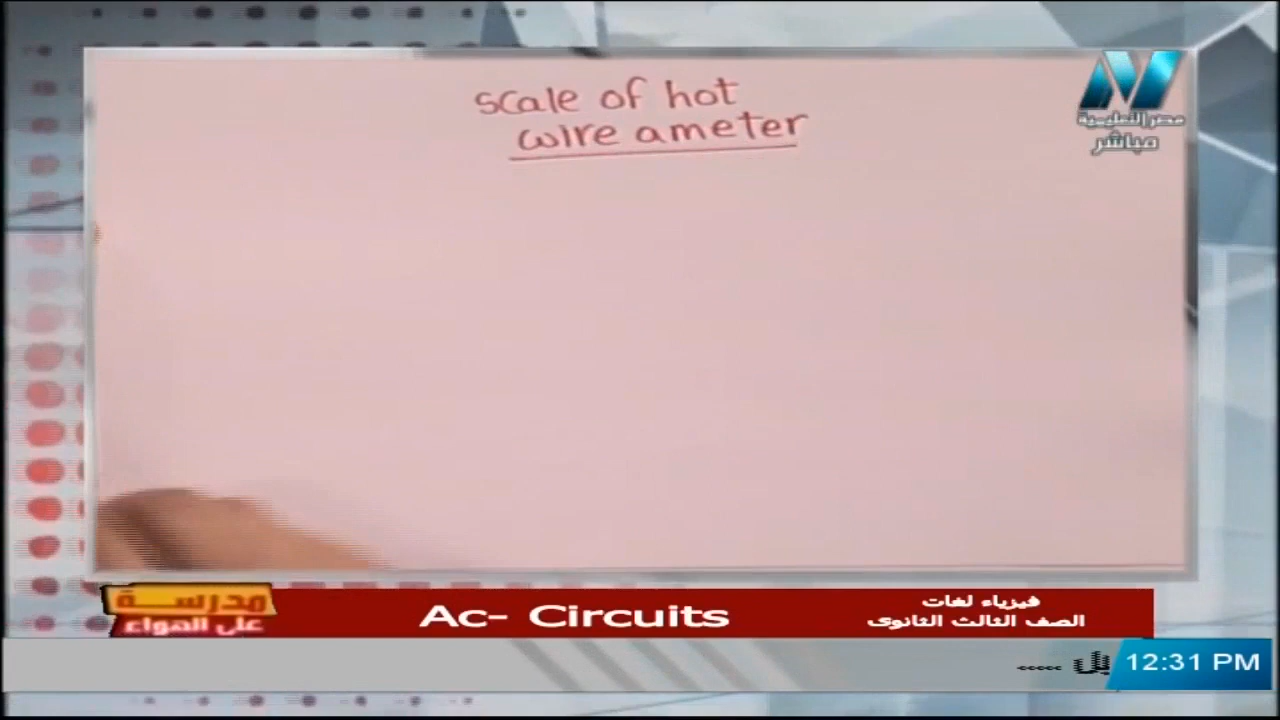 scale of hot
wire ameter
مصر التعليمية
مباشر
مدرسة
على الهواء
Ac- Circuits
فيزياء لغات
الصف الثالث الثانوى
12:31 PM